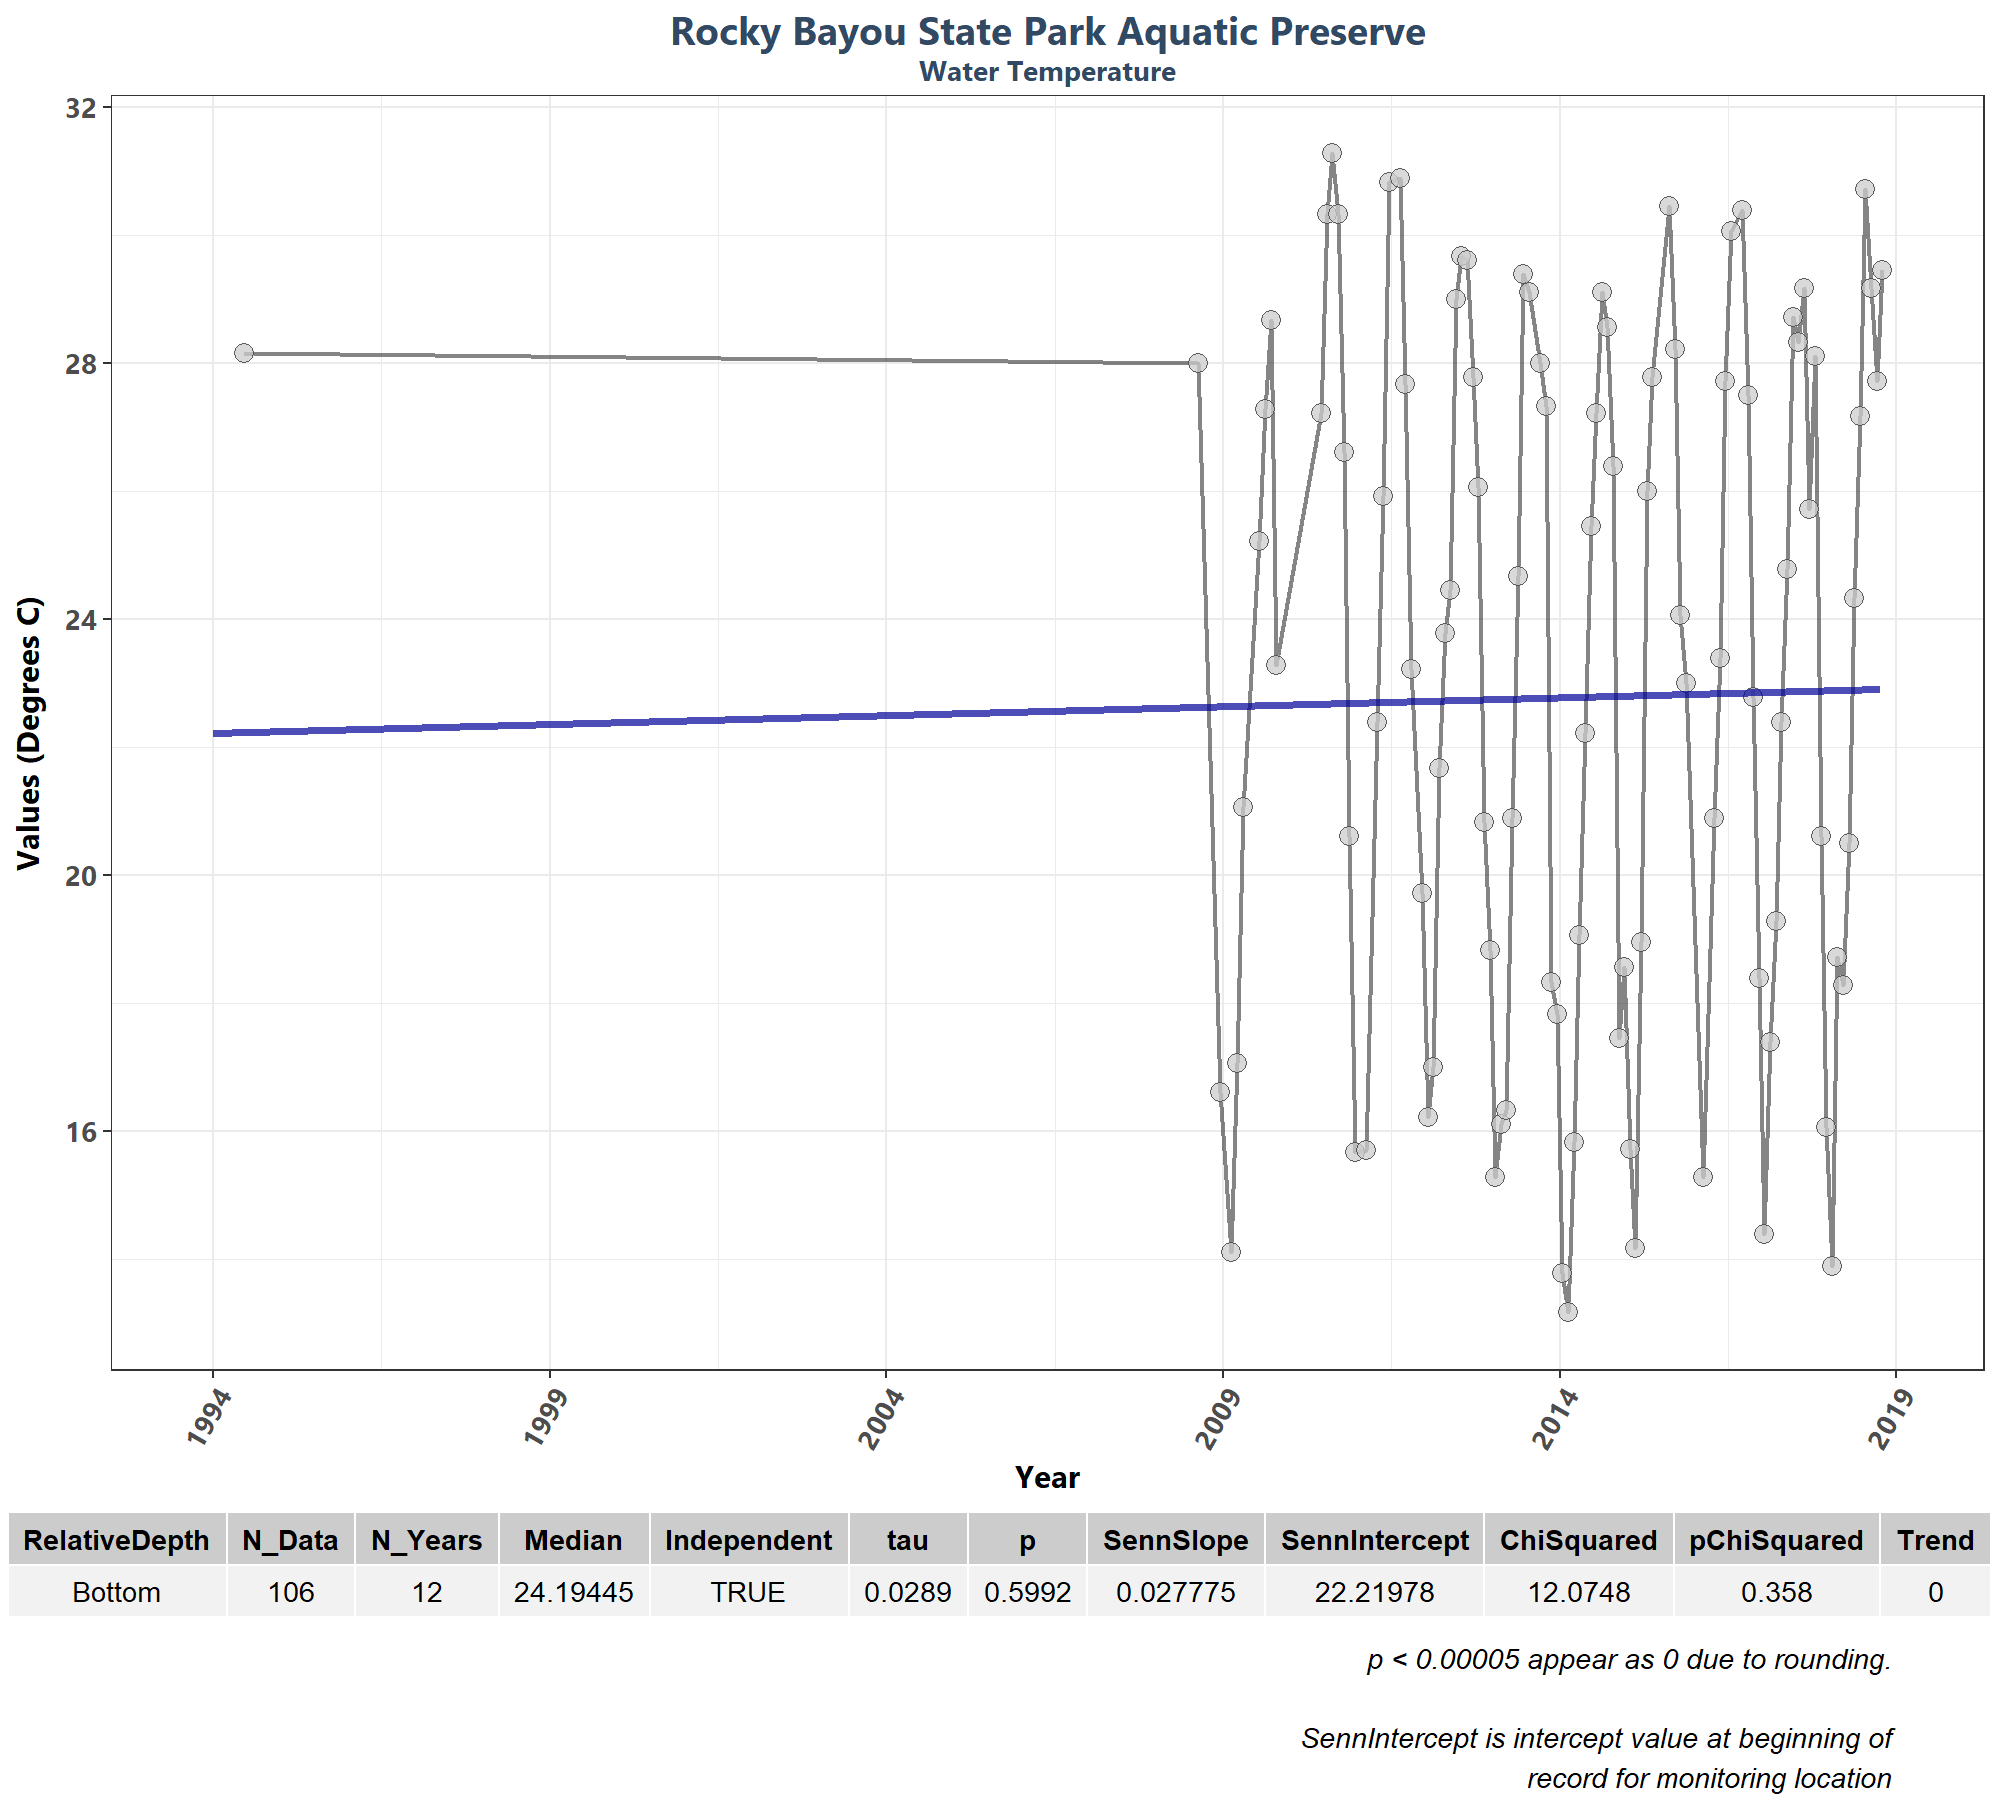 Rocky Bayou State Park Aquatic Preserve
Water Temperature
32
28
24
20
16
Values (Degrees C)
1994
1999
2004
2009
2014
2019
Year
RelativeDepth N_Data N_Years Median Independent tau p SennSlope SennIntercept ChiSquared pChiSquared Trend
Bottom 106 12 24.19445 TRUE 0.0289 0.5992 0.027775 22.21978 12.0748 0.358 0
p < 0.00005 appear as 0 due to rounding.
SennIntercept is intercept value at beginning of
record for monitoring location